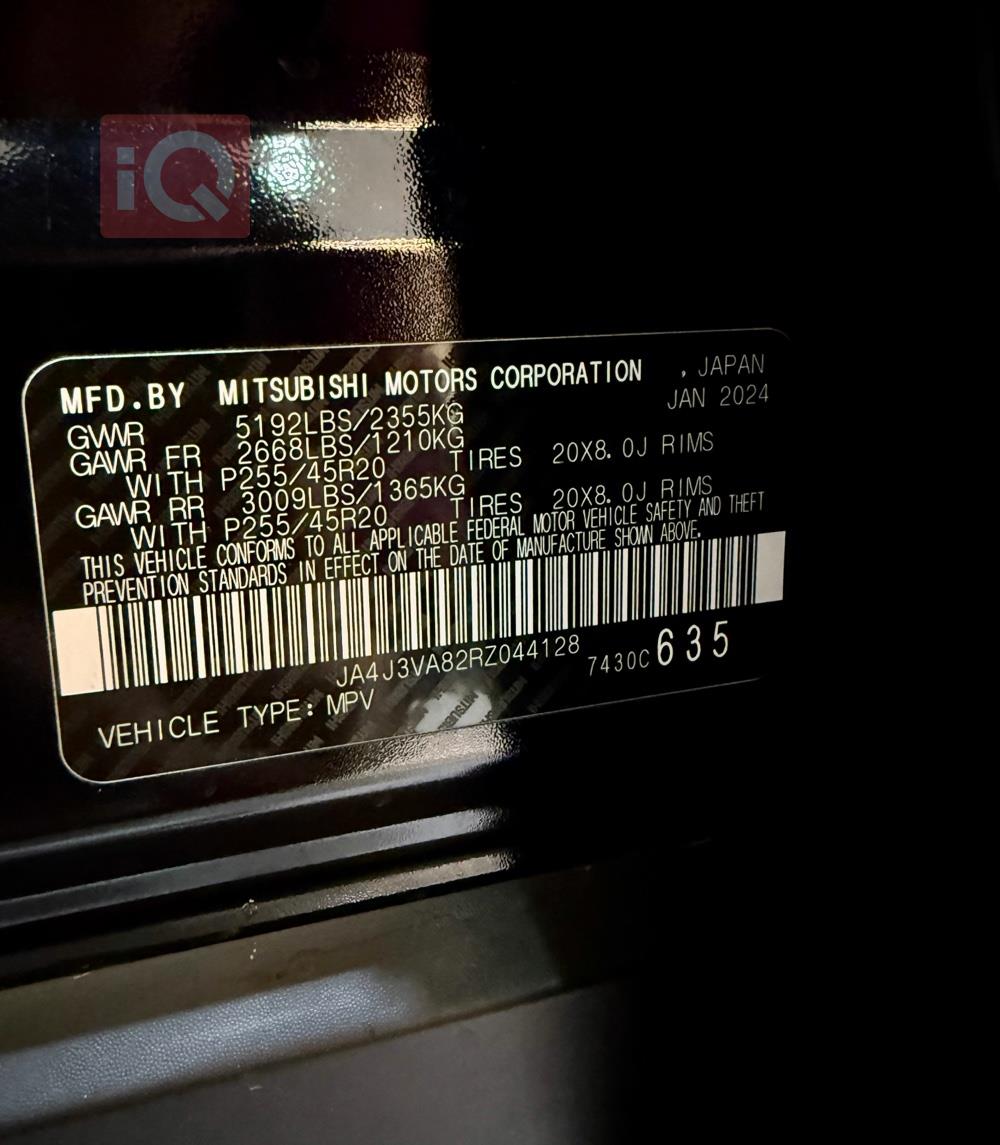 iQ
MFD.BY MITSUBISHI MOTORS CORPORATION , JAPAN
JAN 2024
GVWR 5192LBS/2355KG
GAWR FR 2668LBS/1210KG
WITH P255/45R20 TIRES 20X8.0J RIMS
GAWR RR 3009LBS/1365KG
WITH P255/45R20 TIRES 20X8.0J RIMS
THIS VEHICLE CONFORMS TO ALL APPLICABLE FEDERAL MOTOR VEHICLE SAFETY AND THEFT
PREVENTION STANDARDS IN EFFECT ON THE DATE OF MANUFACTURE SHOWN ABOVE.
JA4J3VA82RZ044128 7430C 635
VEHICLE TYPE: MPV